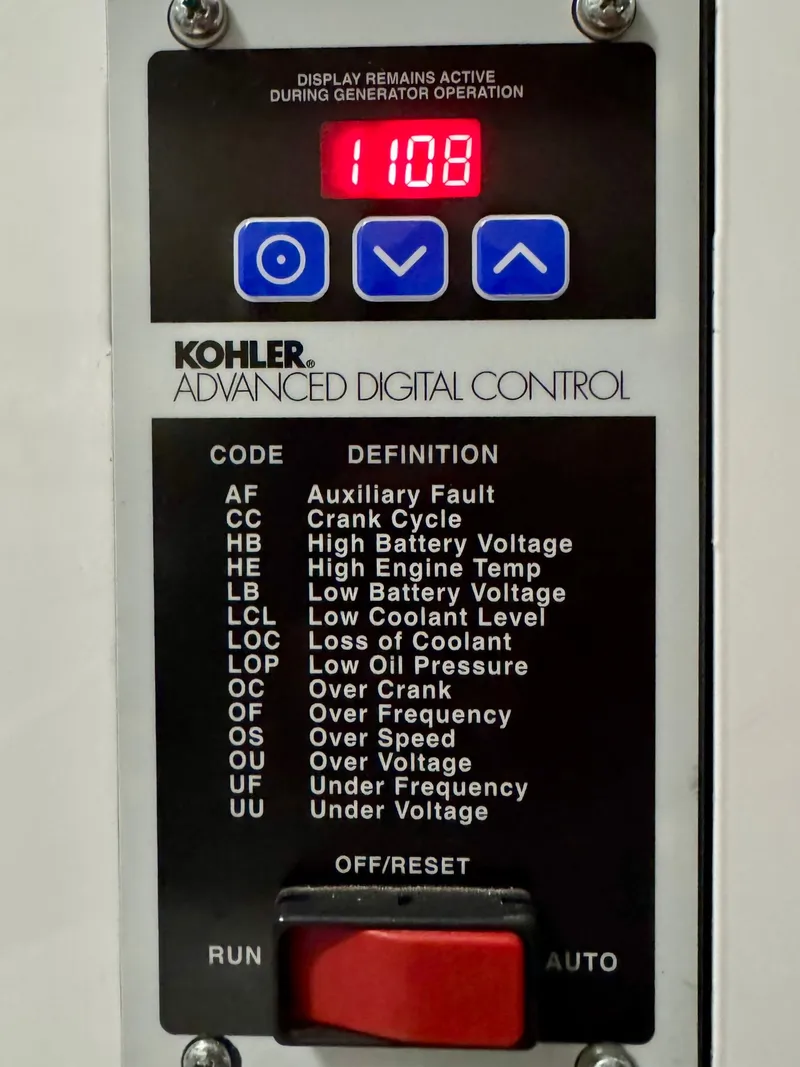 DISPLAY REMAINS ACTIVE
DURING GENERATOR OPERATION
1108
KOHLER®
ADVANCED DIGITAL CONTROL
CODE DEFINITION
AF Auxiliary Fault
CC Crank Cycle
HB High Battery Voltage
HE High Engine Temp
LB Low Battery Voltage
LCL Low Coolant Level
LOC Loss of Coolant
LOP Low Oil Pressure
OC Over Crank
OF Over Frequency
OS Over Speed
OU Over Voltage
UF Under Frequency
UU Under Voltage
OFF/RESET
RUN AUTO